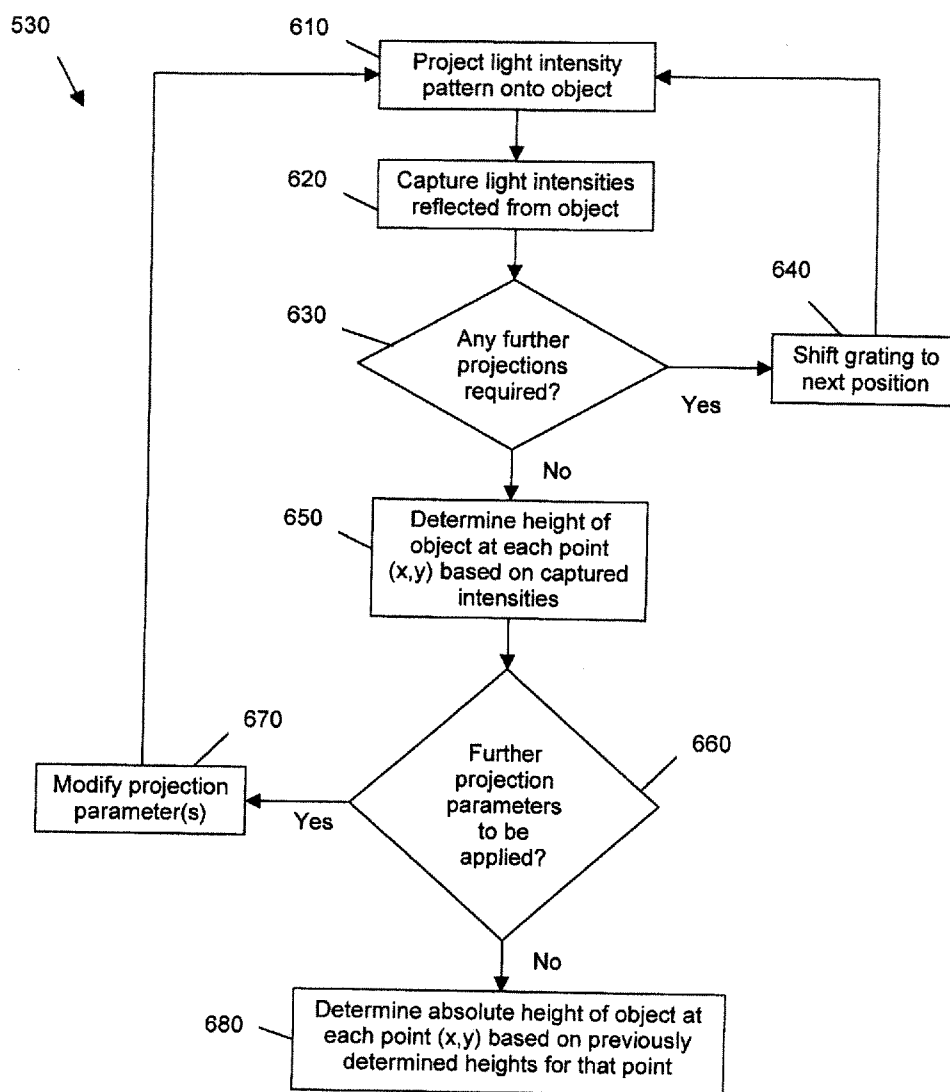 530
610
Project light intensity
pattern onto object
620
Capture light intensities
reflected from object
630
Any further
projections
required?
Yes
640
Shift grating to
next position
No
650
Determine height of
object at each point
(x,y) based on captured
intensities
660
Further
projection
parameters
to be
applied?
Yes
670
Modify projection
parameter(s)
No
680
Determine absolute height of object at
each point (x,y) based on previously
determined heights for that point